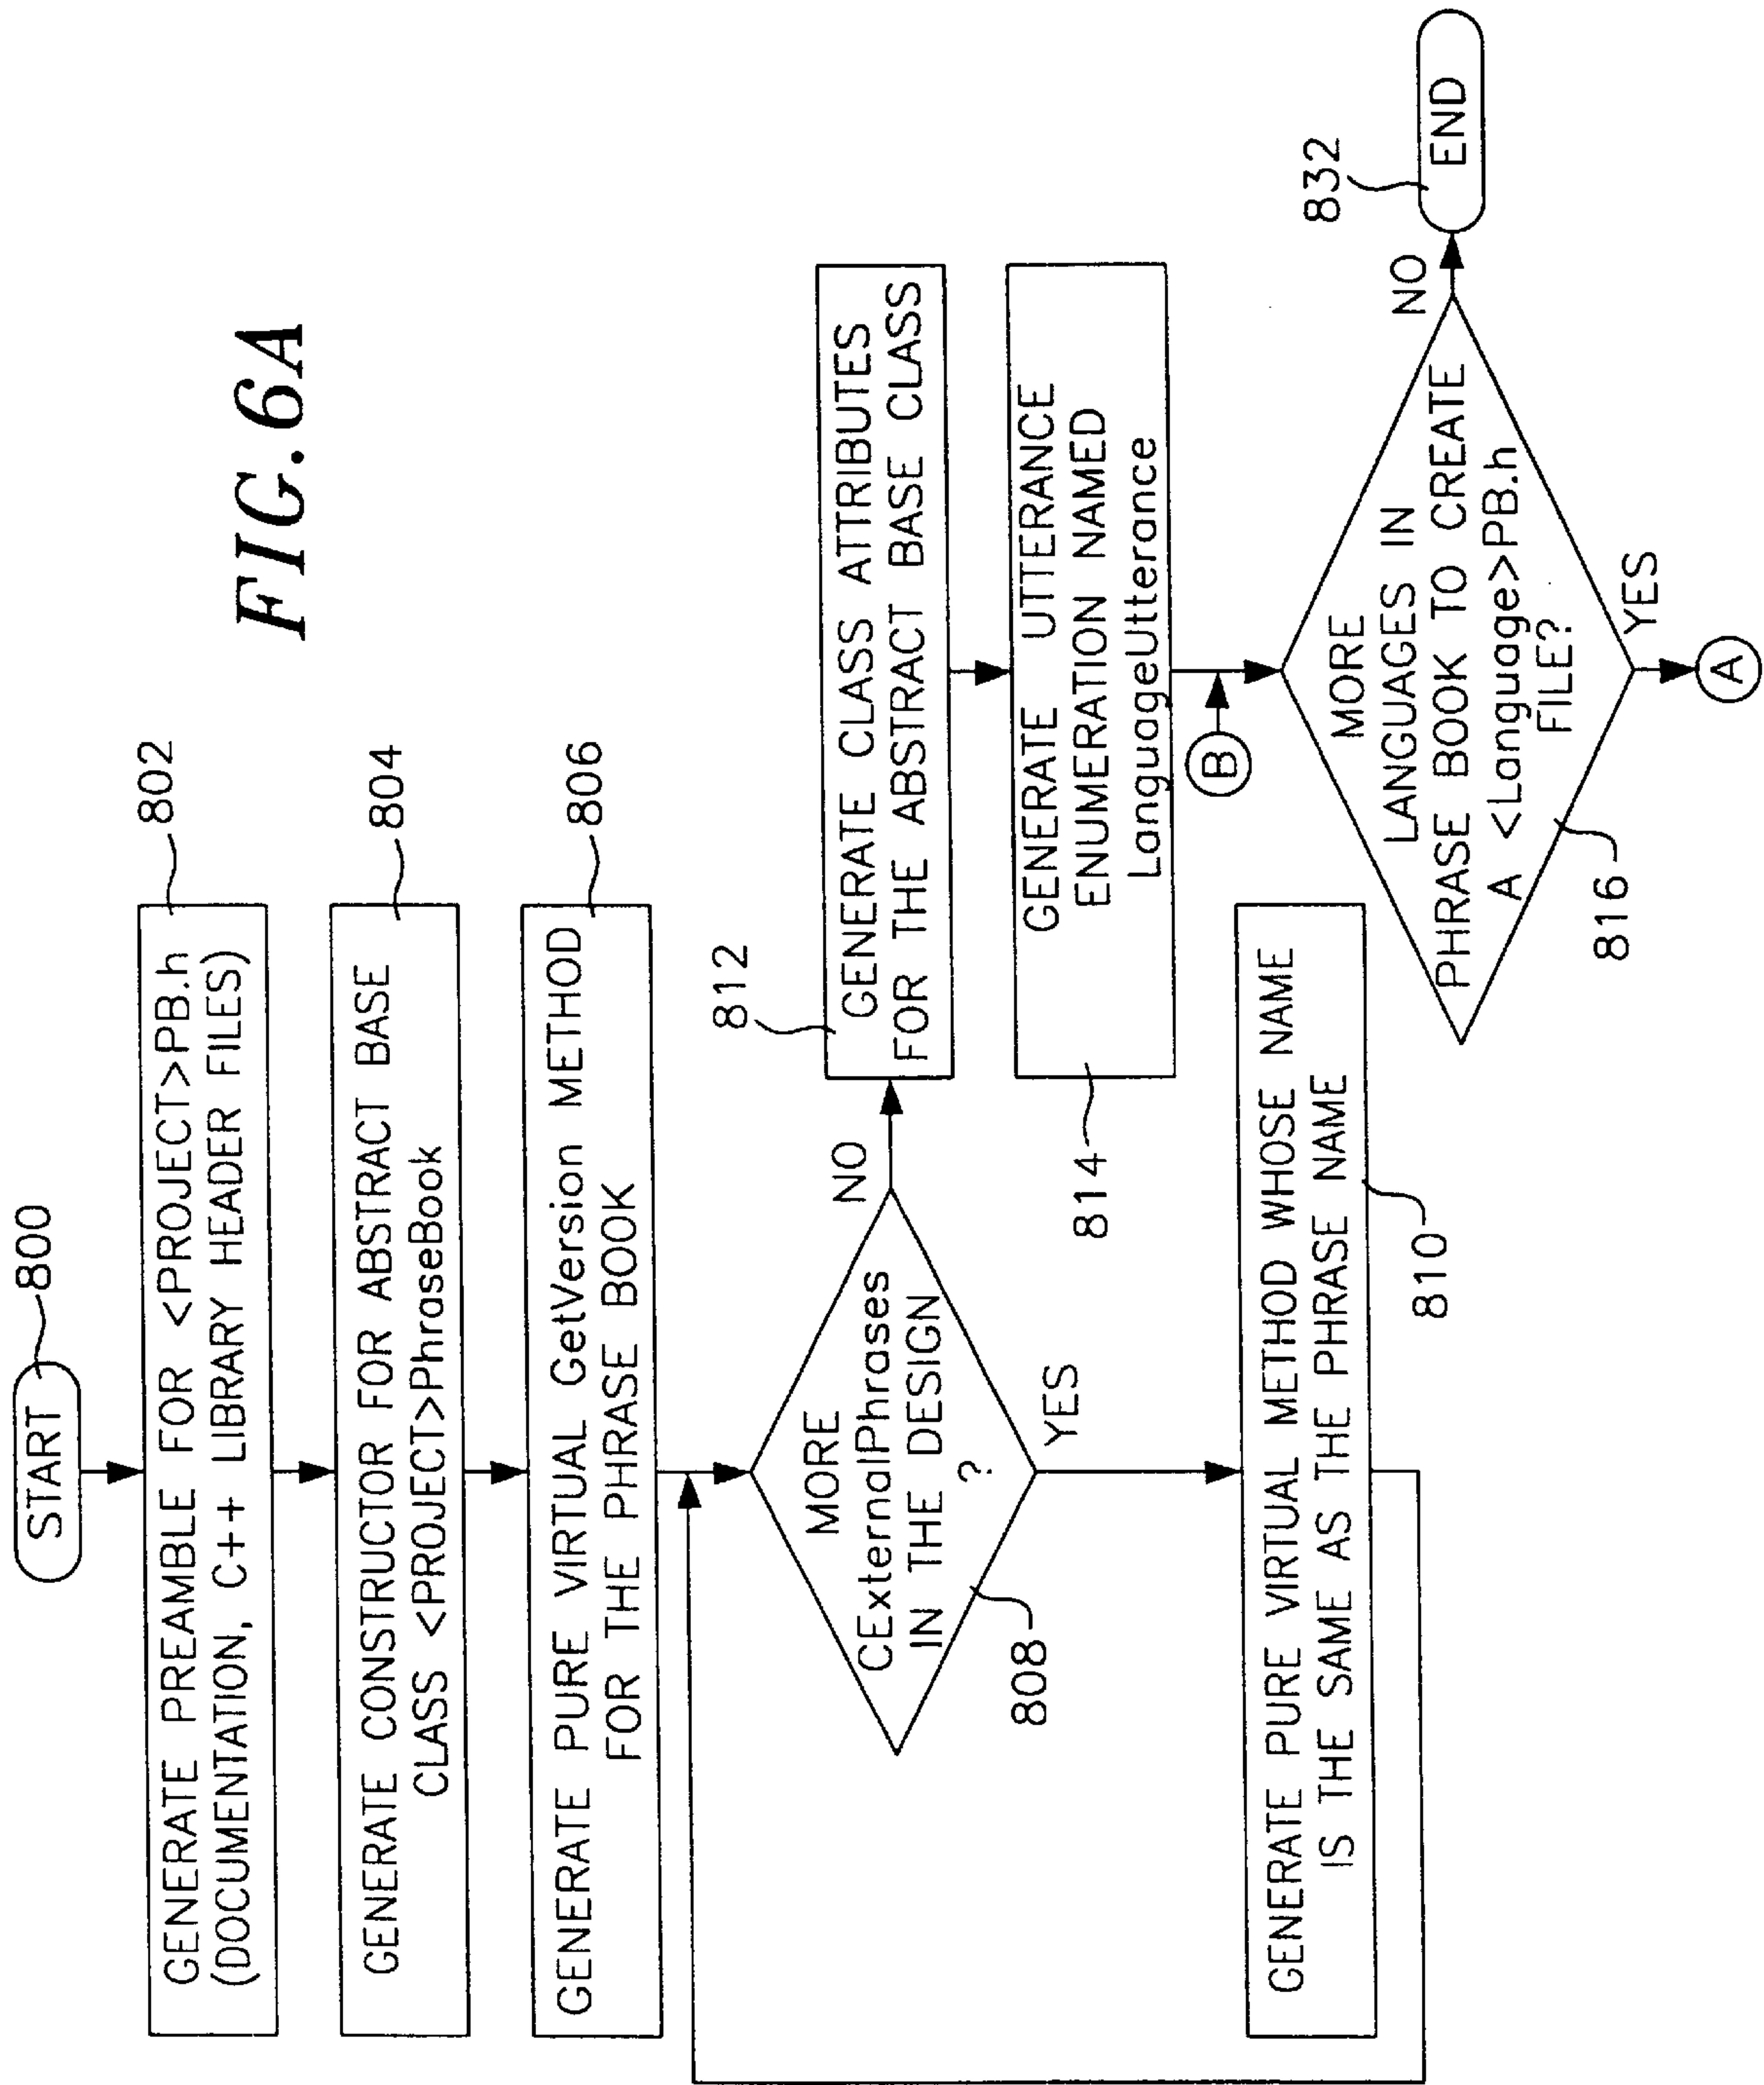 FIG. 6A
START
800
GENERATE PREAMBLE FOR <PROJECT>PB.h
(DOCUMENTATION, C++ LIBRARY HEADER FILES)
802
GENERATE CONSTRUCTOR FOR ABSTRACT BASE
CLASS <PROJECT>PhraseBook
804
GENERATE PURE VIRTUAL GetVersion METHOD
FOR THE PHRASE BOOK
806
MORE
CExternalPhrases
IN THE DESIGN
?
808
NO
YES
GENERATE PURE VIRTUAL METHOD WHOSE NAME
IS THE SAME AS THE PHRASE NAME
810
812
GENERATE CLASS ATTRIBUTES
FOR THE ABSTRACT BASE CLASS
GENERATE UTTERANCE
ENUMERATION NAMED
LanguageUtterance
814
B
MORE
LANGUAGES IN
PHRASE BOOK TO CREATE
A <Language>PB.h
FILE?
816
NO
YES
832
END
A